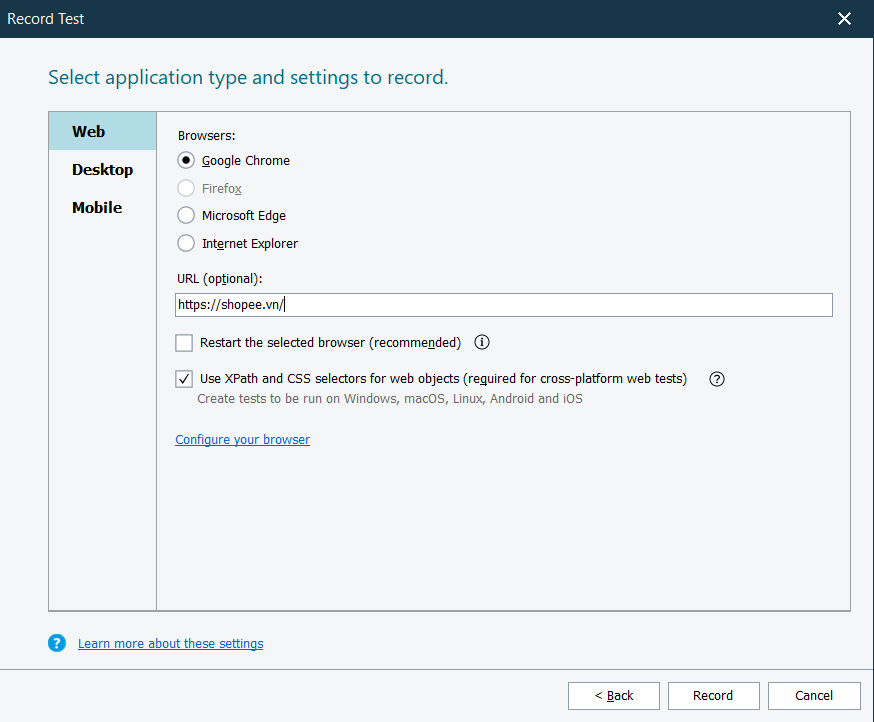 Record Test
Select application type and settings to record.
Web
Desktop
Mobile
Browsers:
Google Chrome
Firefox
Microsoft Edge
Internet Explorer
URL (optional):
https://shopee.vn/
Restart the selected browser (recommended)
Use XPath and CSS selectors for web objects (required for cross-platform web tests)
Create tests to be run on Windows, macOS, Linux, Android and iOS
Configure your browser
Learn more about these settings
< Back
Record
Cancel